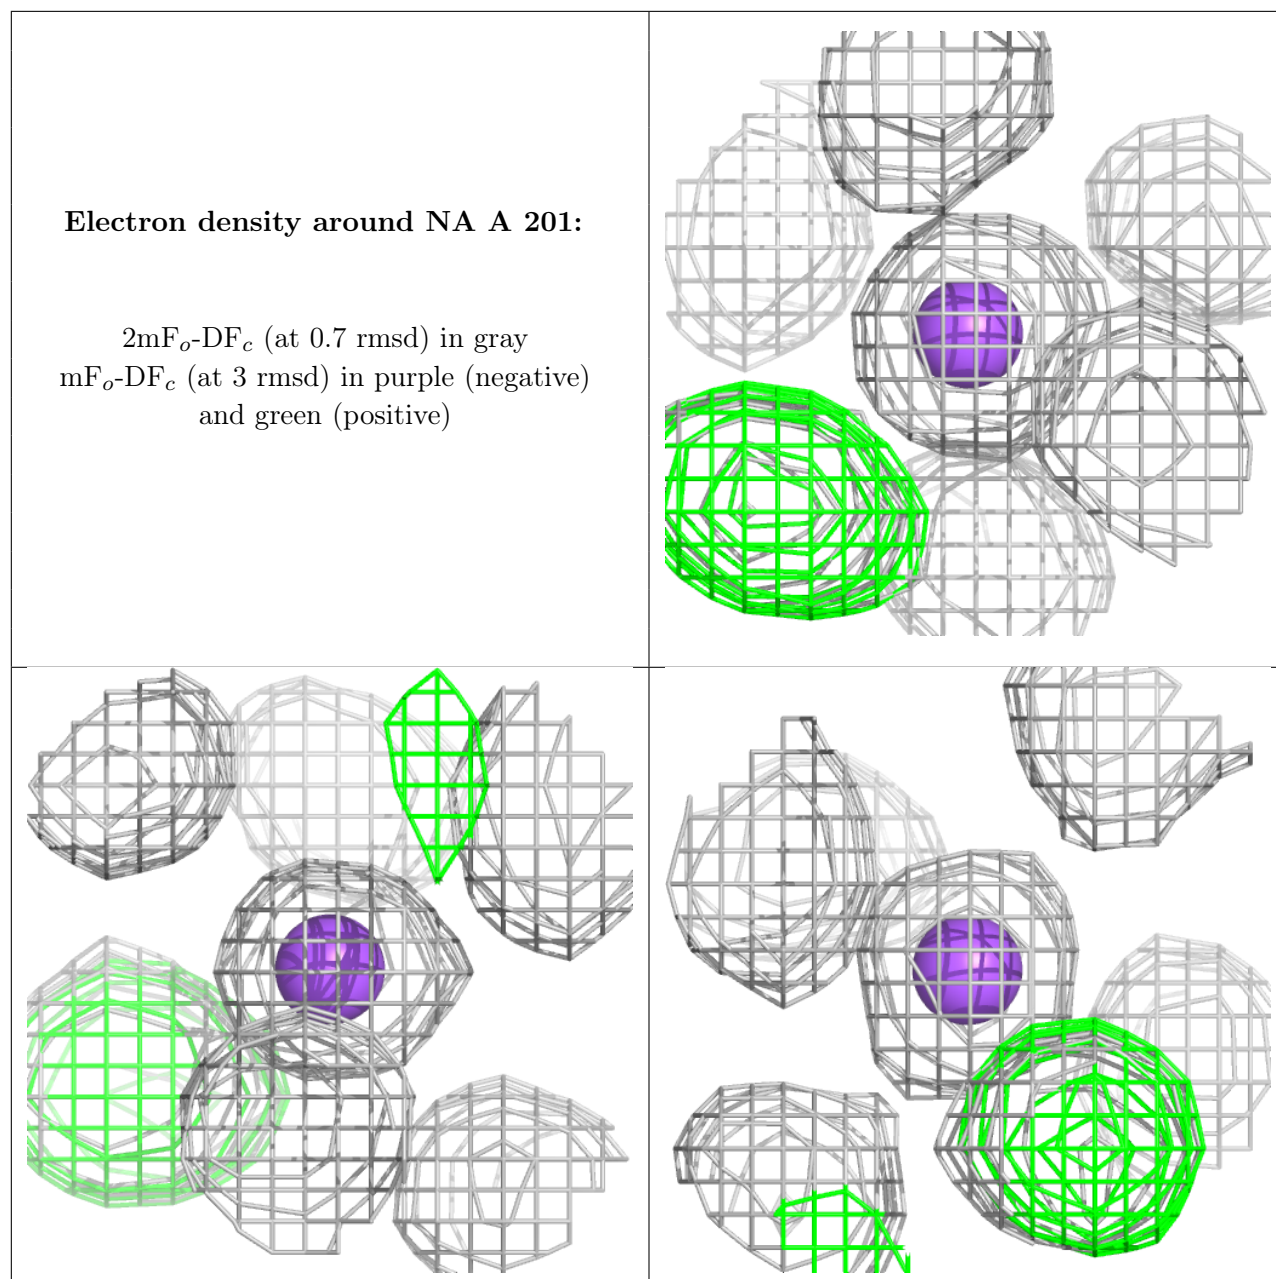 Electron density around NA A 201:
2mFo-DFc (at 0.7 rmsd) in gray
mFo-DFc (at 3 rmsd) in purple (negative)
and green (positive)